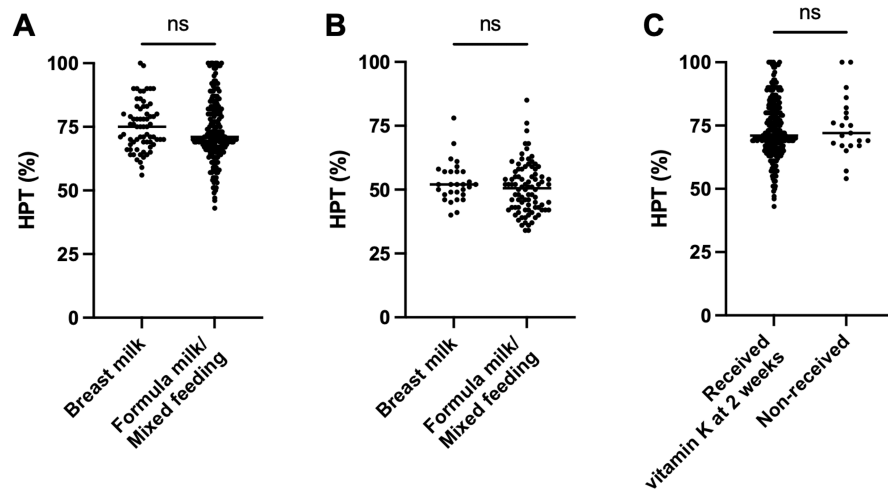 A
ns
HPT (%)
100
75
50
25
0
Breast milk
Formula milk/
Mixed feeding
B
ns
HPT (%)
100
75
50
25
0
Breast milk
Formula milk/
Mixed feeding
C
ns
HPT (%)
100
75
50
25
0
Received
vitamin K at 2 weeks
Non-received